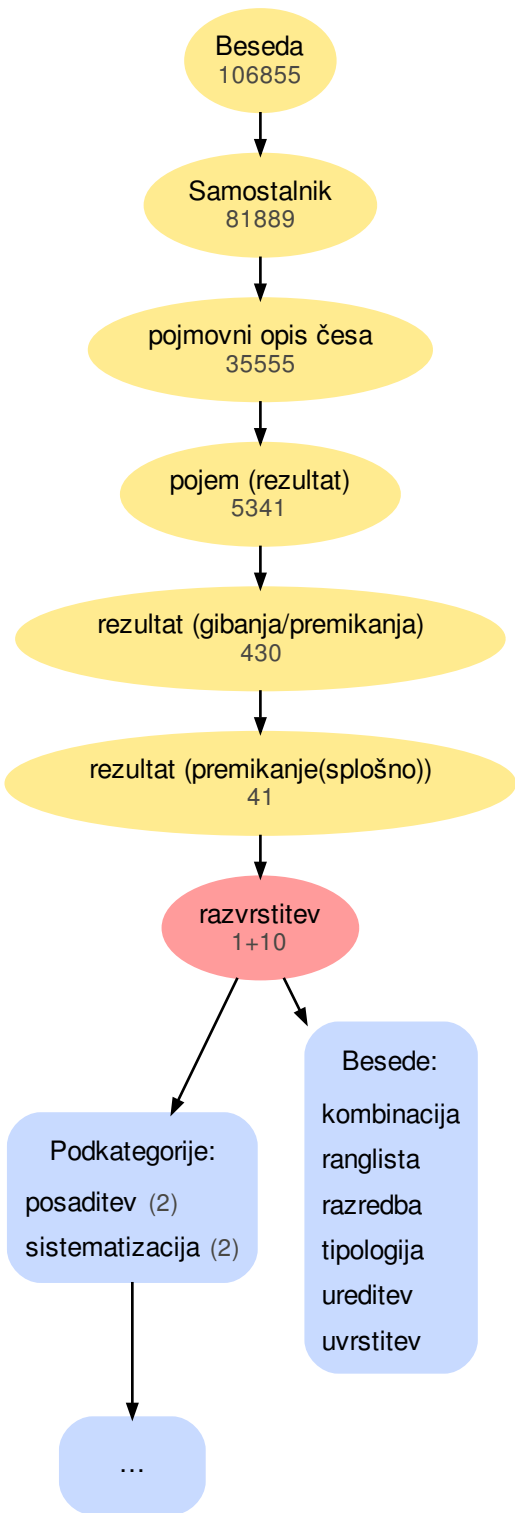 Beseda
106855
Samostalnik
81889
pojmovni opis česa
35555
pojem (rezultat)
5341
rezultat (gibanja/premikanja)
430
rezultat (premikanje(splošno))
41
razvrstitev
1+10
Podkategorije:
posaditev (2)
sistematizacija (2)
...
Besede:
kombinacija
ranglista
razredba
tipologija
ureditev
uvrstitev